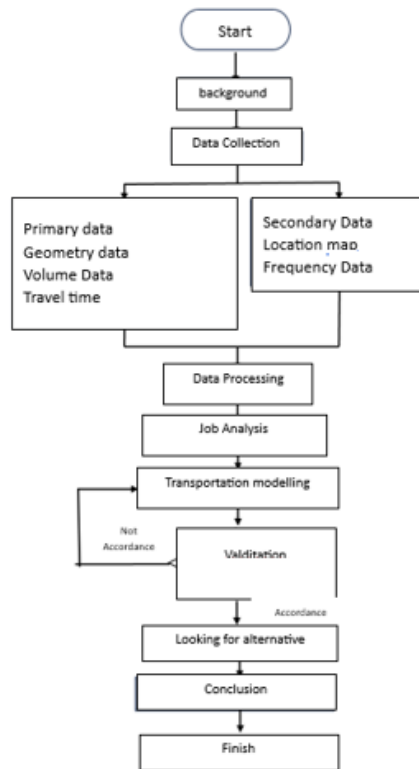 Start
background
Data Collection
Primary data
Geometry data
Volume Data
Travel time
Secondary Data
Location map
Frequency Data
Data Processing
Job Analysis
Transportation modelling
Not
Accordance
Valditation
Accordance
Looking for alternative
Conclusion
Finish